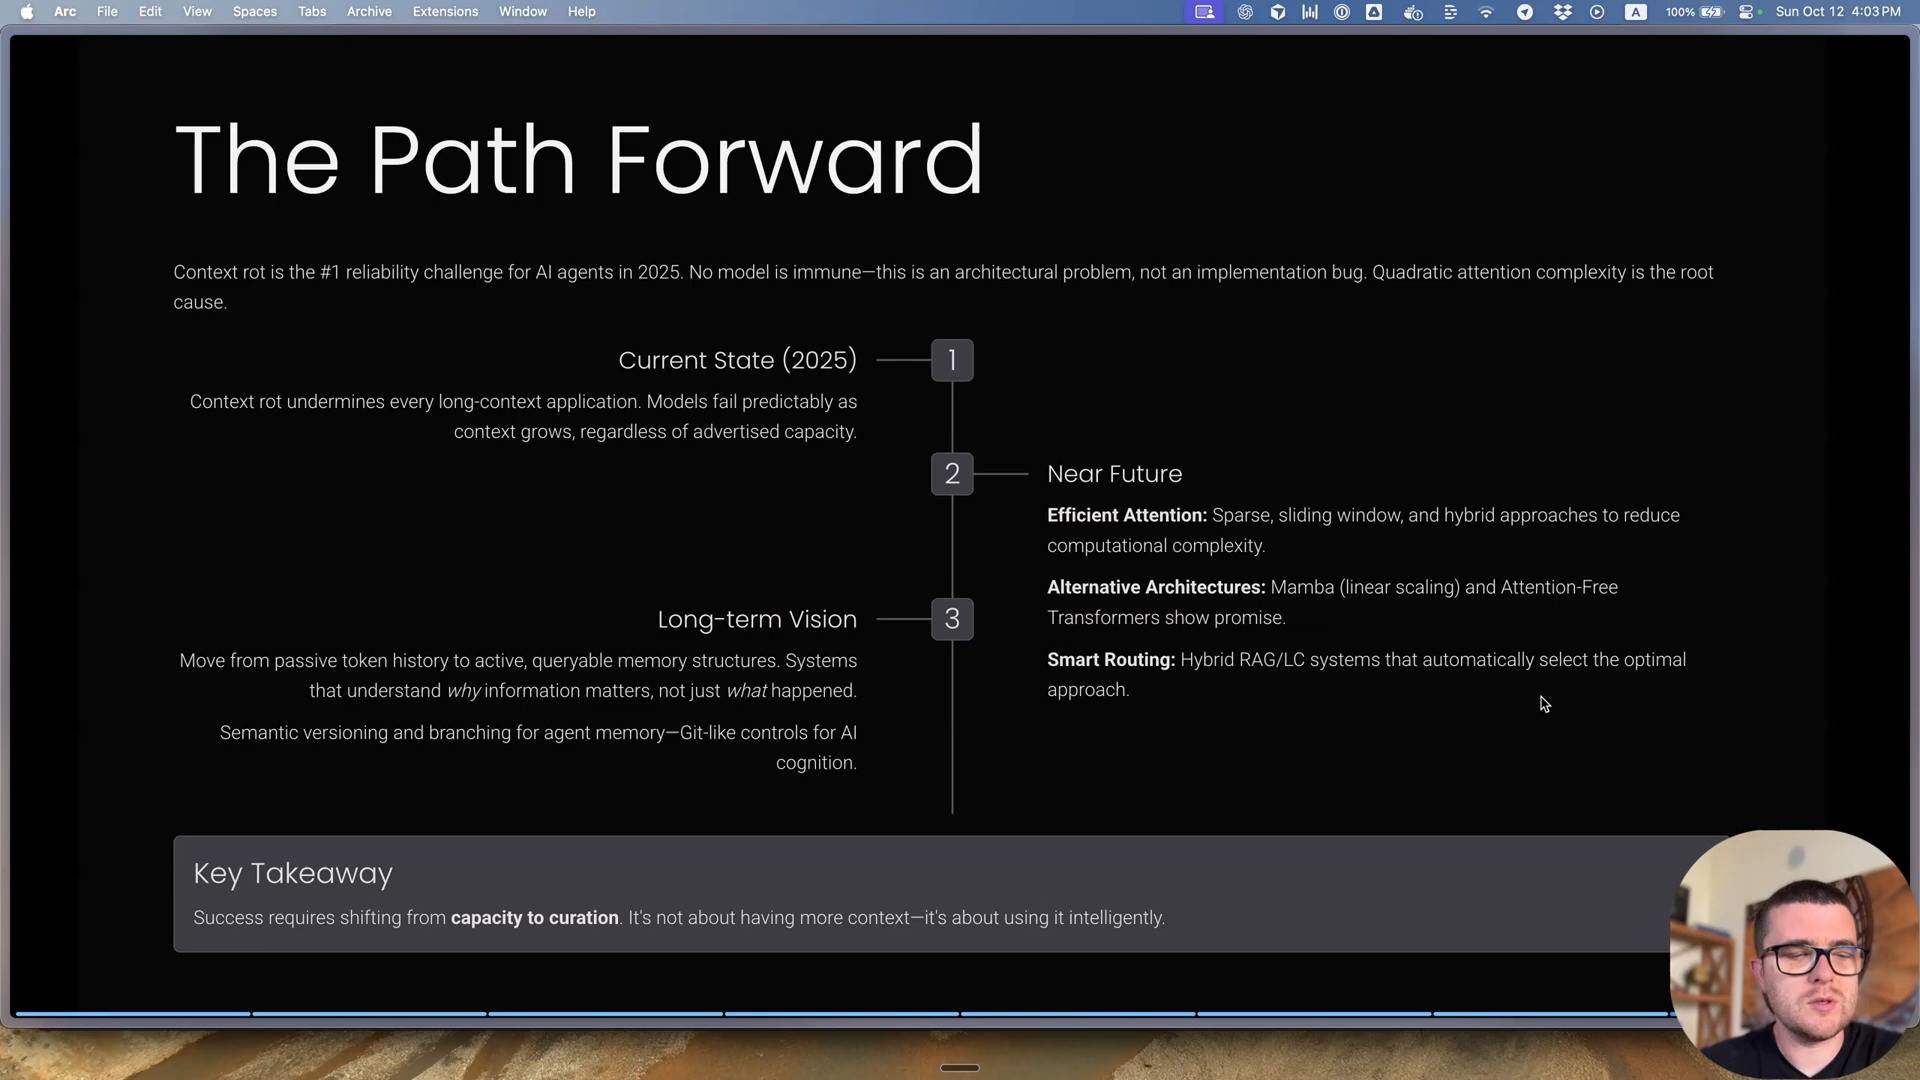 Arc File Edit View Spaces Tabs Archive Extensions Window Help A 100% Sun Oct 12 4:03 PM
The Path Forward
Context rot is the #1 reliability challenge for AI agents in 2025. No model is immune—this is an architectural problem, not an implementation bug. Quadratic attention complexity is the root
cause.
Current State (2025)
1
Context rot undermines every long-context application. Models fail predictably as
context grows, regardless of advertised capacity.
2
Near Future
Efficient Attention: Sparse, sliding window, and hybrid approaches to reduce
computational complexity.
Alternative Architectures: Mamba (linear scaling) and Attention-Free
Transformers show promise.
Smart Routing: Hybrid RAG/LC systems that automatically select the optimal
approach.
Long-term Vision
3
Move from passive token history to active, queryable memory structures. Systems
that understand why information matters, not just what happened.
Semantic versioning and branching for agent memory—Git-like controls for AI
cognition.
Key Takeaway
Success requires shifting from capacity to curation. It's not about having more context—it's about using it intelligently.